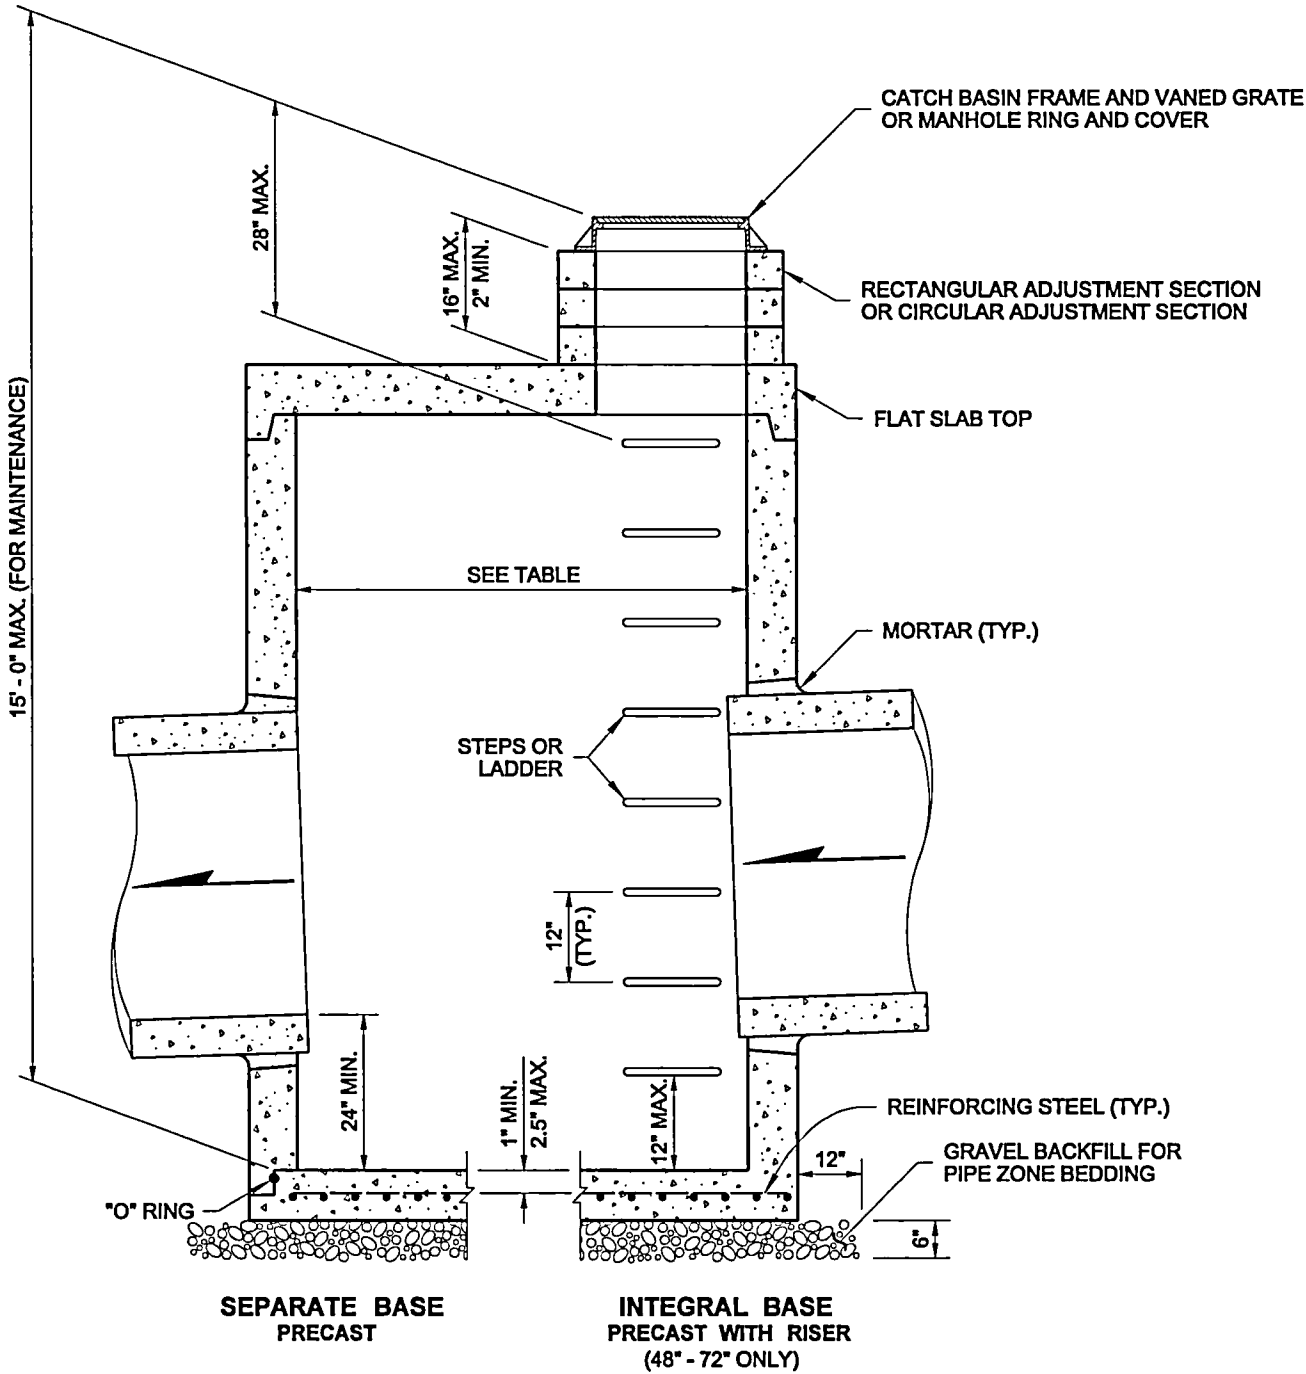 CATCH BASIN FRAME AND VANED GRATE
OR MANHOLE RING AND COVER
28" MAX.
16" MAX.
2" MIN.
RECTANGULAR ADJUSTMENT SECTION
OR CIRCULAR ADJUSTMENT SECTION
FLAT SLAB TOP
15' - 0" MAX. (FOR MAINTENANCE)
SEE TABLE
MORTAR (TYP.)
STEPS OR
LADDER
12"
(TYP.)
24" MIN.
1" MIN.
2.5" MAX.
12" MAX.
REINFORCING STEEL (TYP.)
12"
GRAVEL BACKFILL FOR
PIPE ZONE BEDDING
"O" RING
6"
SEPARATE BASE
PRECAST
INTEGRAL BASE
PRECAST WITH RISER
(48" - 72" ONLY)